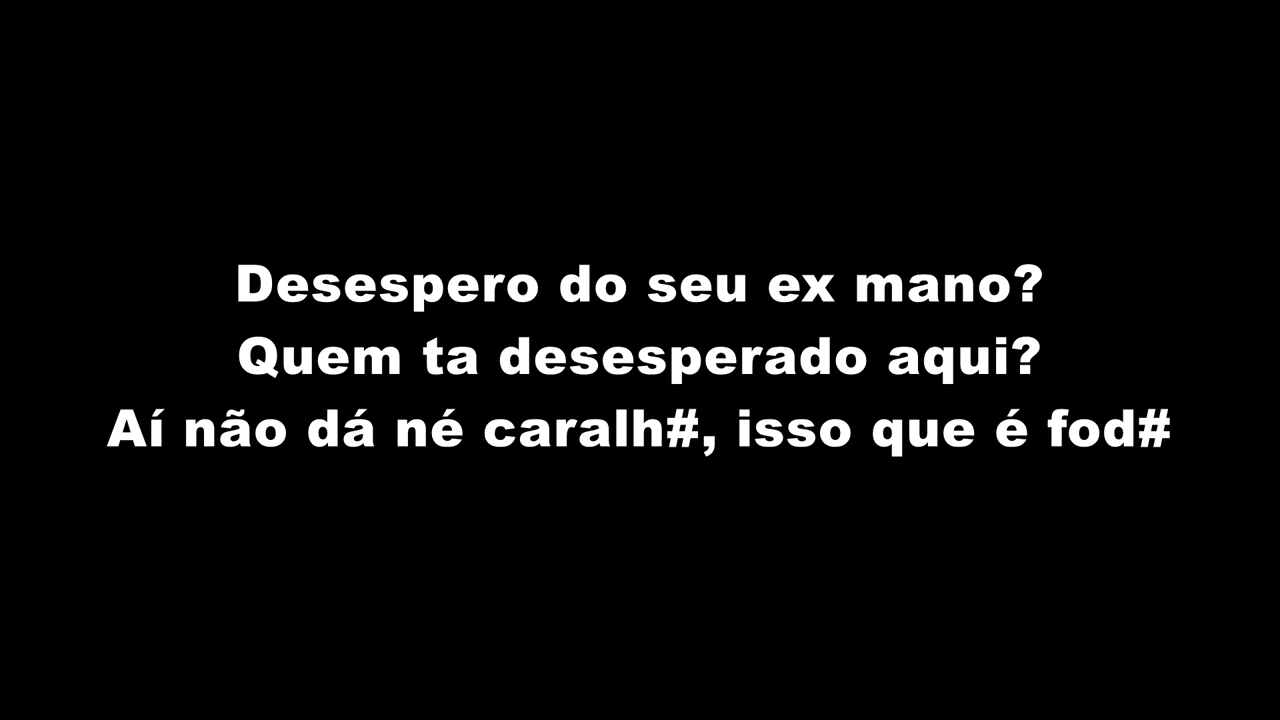 Desespero do seu ex mano?
Quem ta desesperado aqui?
Aí não dá né caralh#, isso que é fod#